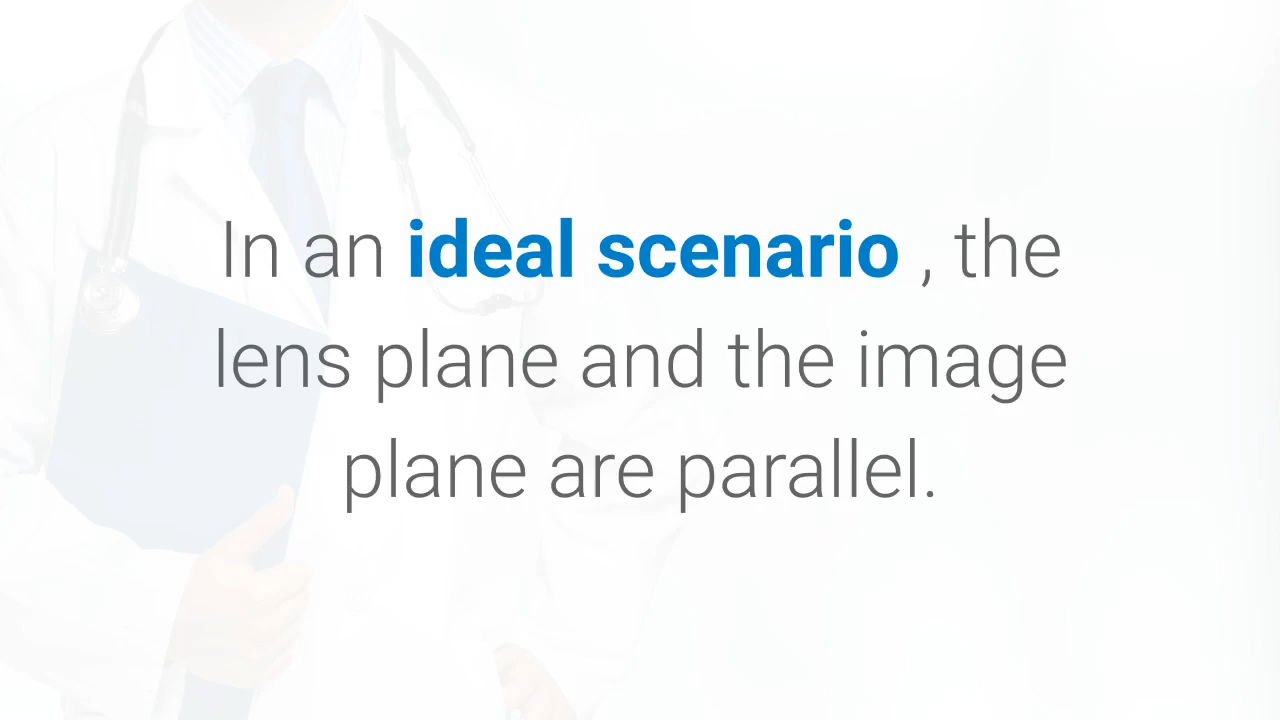 In an ideal scenario , the
lens plane and the image
plane are parallel.